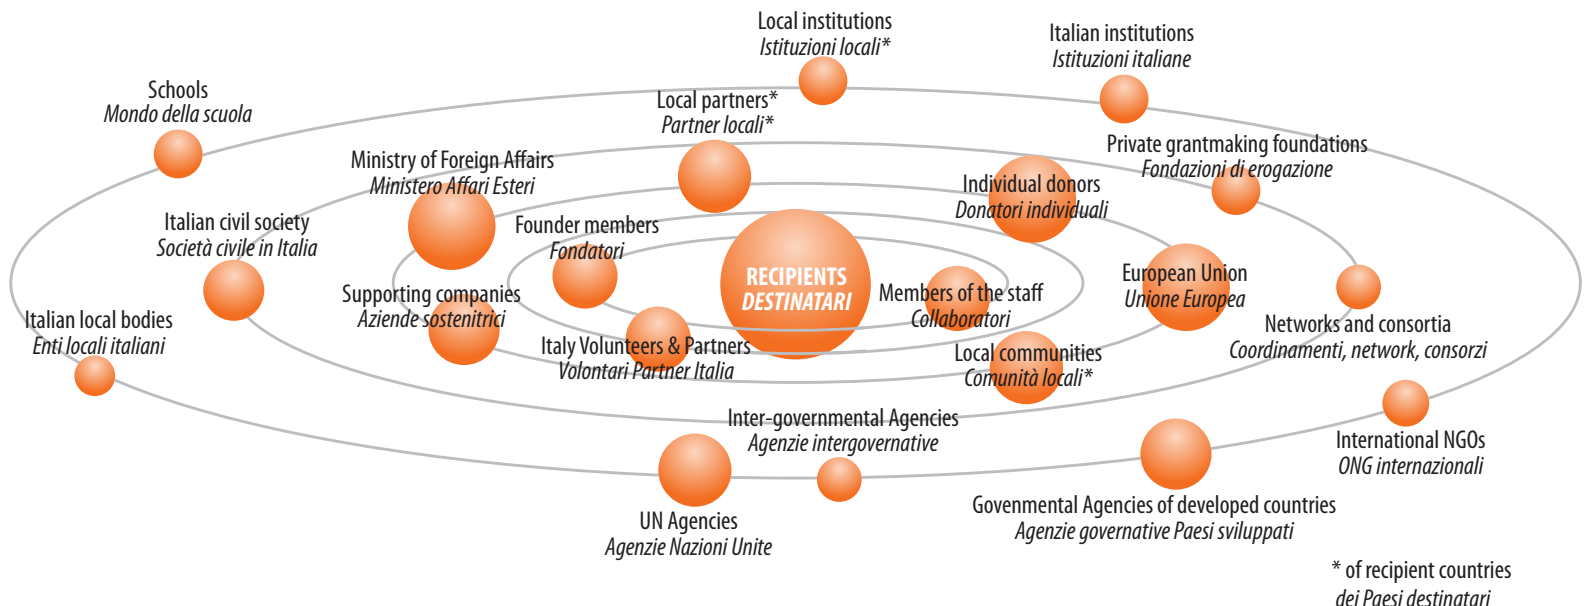 Local institutions
Istituzioni locali*
Italian institutions
Istituzioni italiane
Schools
Mondo della scuola
Local partners*
Partner locali*
Private grantmaking foundations
Fondazioni di erogazione
Ministry of Foreign Affairs
Ministero Affari Esteri
Individual donors
Donatori individuali
Italian civil society
Società civile in Italia
Founder members
Fondatori
RECIPIENTS
DESTINATARI
European Union
Unione Europea
Members of the staff
Collaboratori
Supporting companies
Aziende sostenitrici
Italian local bodies
Enti locali italiani
Networks and consortia
Coordinamenti, network, consorzi
Italy Volunteers & Partners
Volontari Partner Italia
Local communities
Comunità locali*
Inter-governmental Agencies
Agenzie intergovernative
International NGOs
ONG internazionali
Govenmental Agencies of developed countries
Agenzie governative Paesi sviluppati
UN Agencies
Agenzie Nazioni Unite
* of recipient countries
dei Paesi destinatari